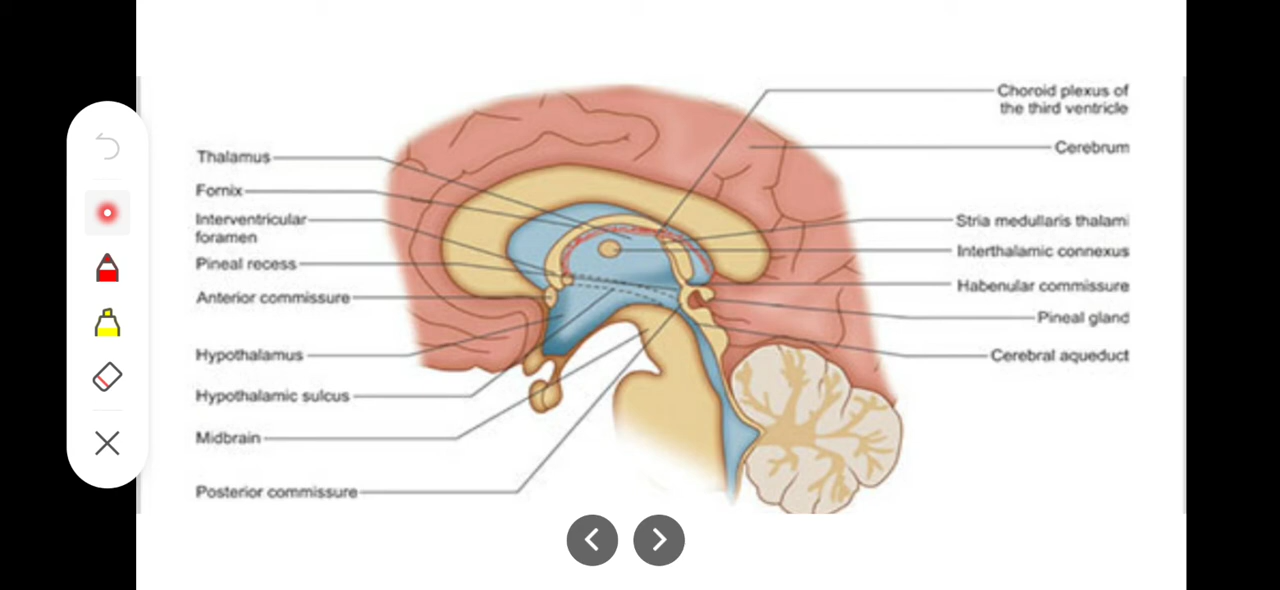 Thalamus
Fornix
Interventricular
foramen
Pineal recess
Anterior commissure
Hypothalamus
Hypothalamic sulcus
Midbrain
Posterior commissure
Choroid plexus of
the third ventricle
Cerebrum
Stria medullaris thalami
Interthalamic connexus
Habenular commissure
Pineal gland
Cerebral aqueduct